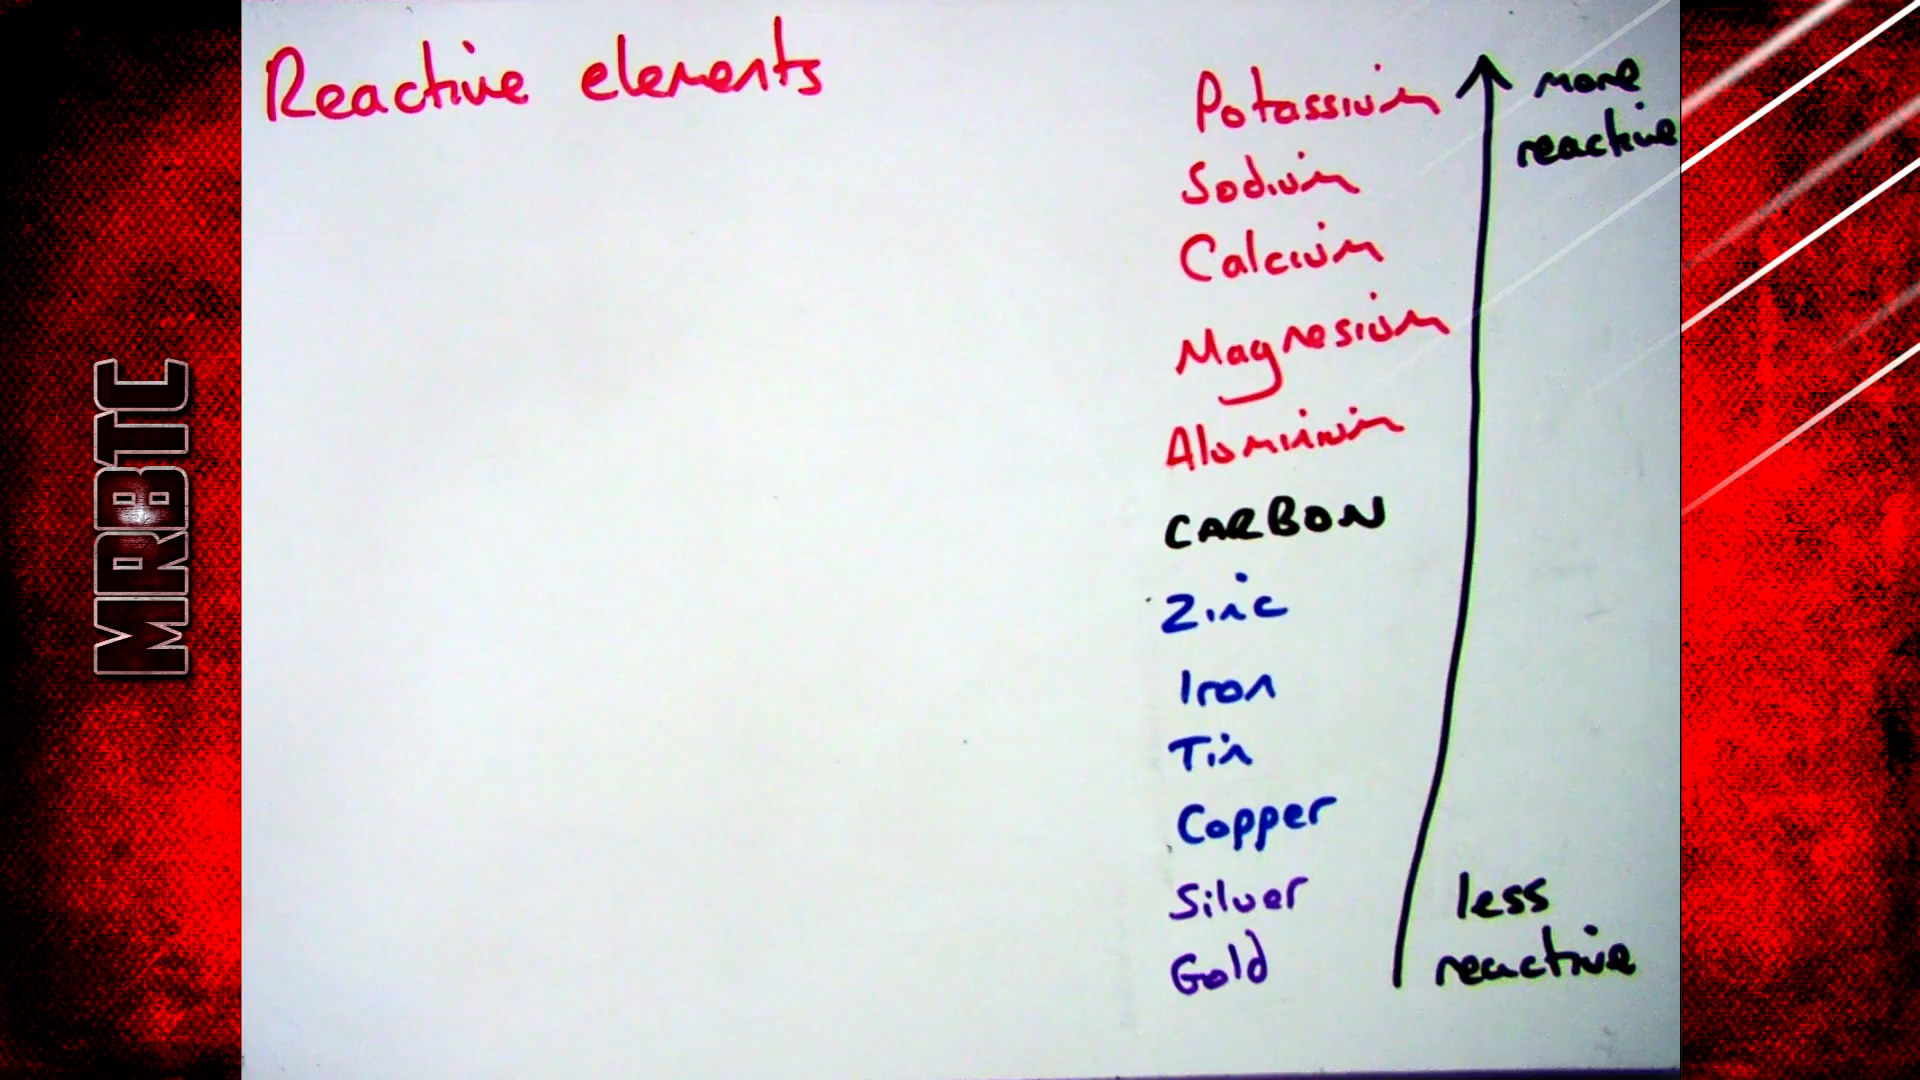 Reactive elements
Potassium
Sodium
Calcium
Magnesium
Aluminium
CARBON
Zinc
Iron
Tin
Copper
Silver
Gold
more
reactive
less
reactive
MRBTC